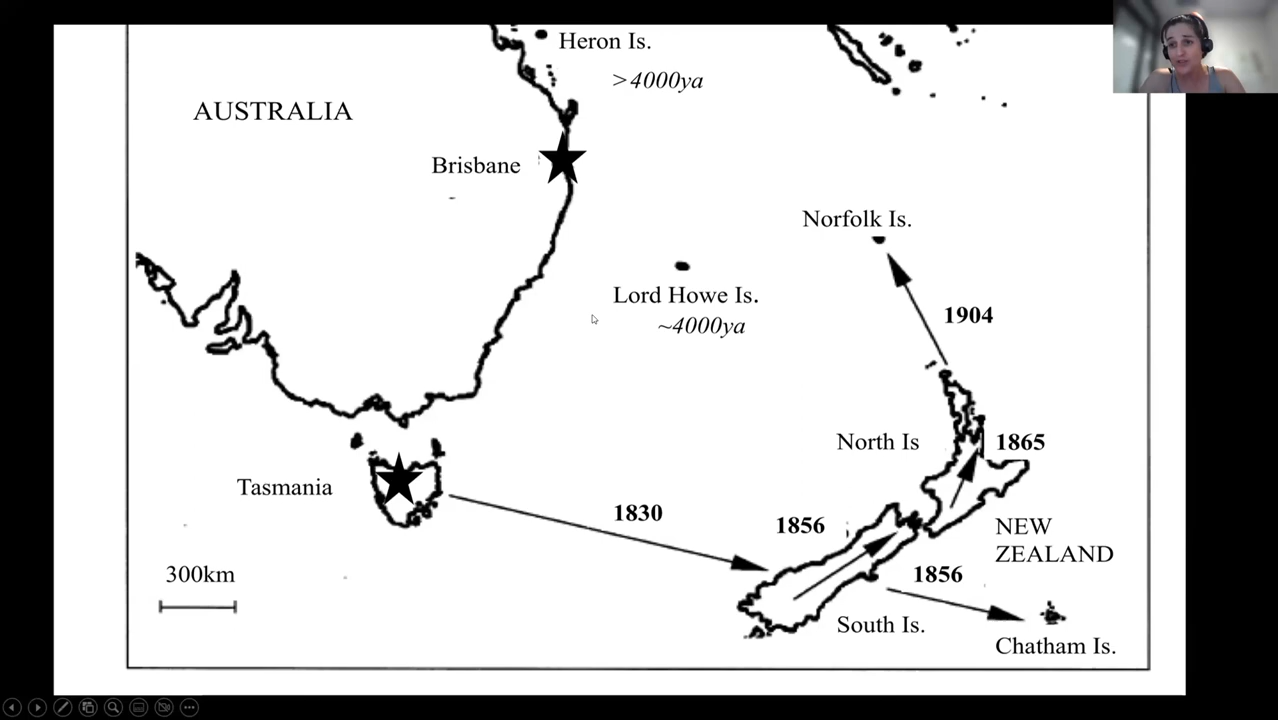 Heron Is.
>4000ya
AUSTRALIA
Brisbane
Norfolk Is.
Lord Howe Is.
~4000ya
1904
North Is
1865
Tasmania
1830
1856
NEW
ZEALAND
300km
1856
South Is.
Chatham Is.